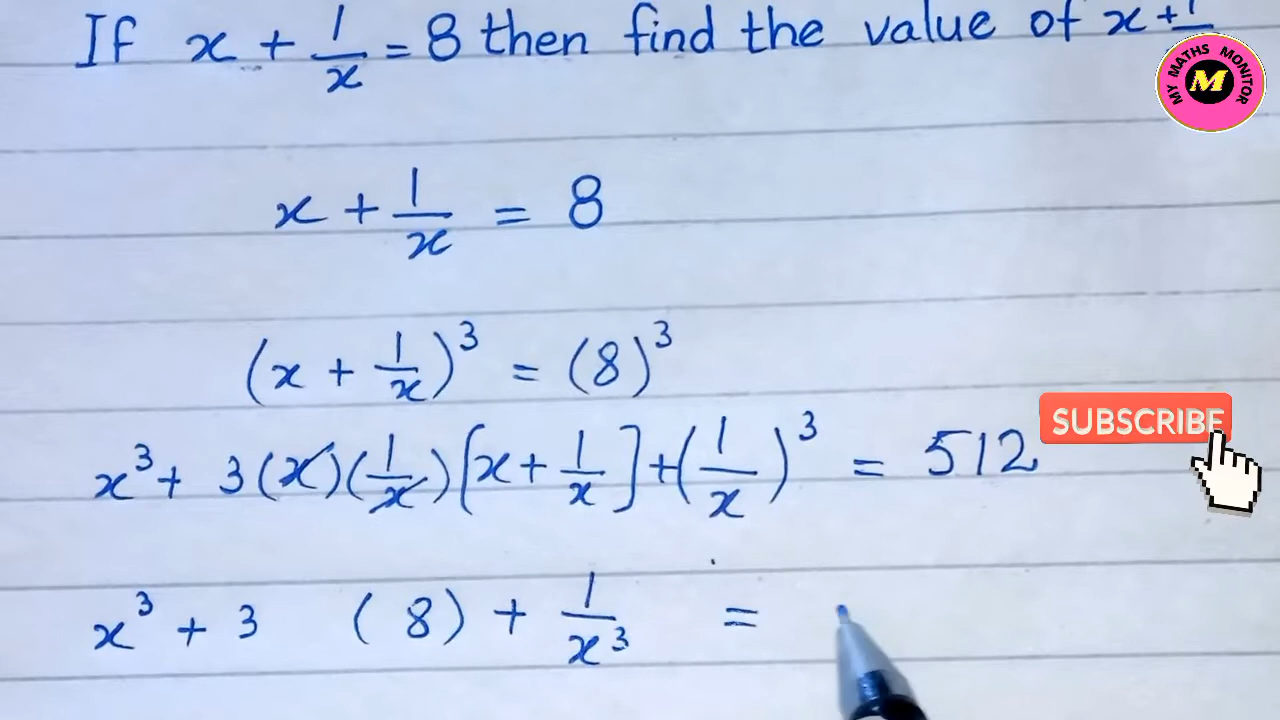 If x + 1/x = 8 then find the value of x + 1
MY MATHS MONITOR
M
x + 1/x = 8
(x + 1/x)³ = (8)³
SUBSCRIBE
x³ + 3(x)(1/x)[x + 1/x] + (1/x)³ = 512
x³ + 3 (8) + 1/x³ =